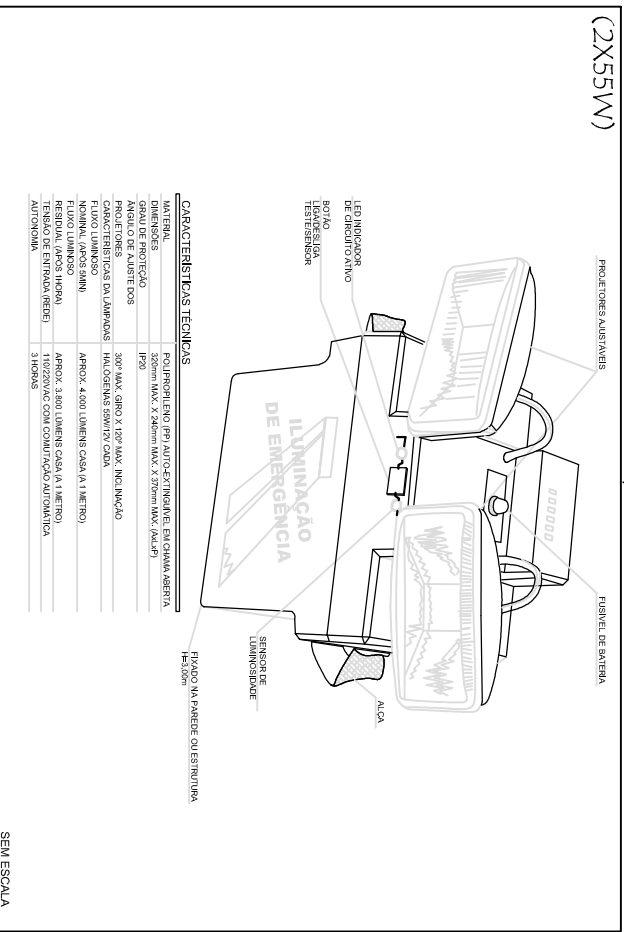 (2X55W)
PROJETORES AJUSTÁVEIS
FUSIVEL DE BATERIA
LED INDICADOR
DE CIRCUITO ATIVO
BOTÃO
LIGA/DESLIGA
TESTE/SENSOR
ALÇA
SENSOR DE
LUMINOSIDADE
ILUMINAÇÃO
DE EMERGÊNCIA
FIXADO NA PAREDE OU ESTRUTURA
H=3,00m
CARACTERÍSTICAS TÉCNICAS
MATERIAL POLIPROPILENO (PP) AUTO-EXTINGUÍVEL EM CHAMA ABERTA
DIMENSÕES 320mm MAX. X 240mm MAX. X 370mm MAX. (AxLxP)
GRAU DE PROTEÇÃO IP20
ÂNGULO DE AJUSTE DOS
PROJETORES 300º MAX. GIRO X 120º MAX. INCLINAÇÃO
CARACTERÍSTICAS DA LÂMPADAS HALÓGENAS 55W/12V CADA
FLUXO LUMINOSO
NOMINAL (APÓS 5MIN) APROX. 4.000 LÚMENS CASA (A 1 METRO)
FLUXO LUMINOSO
RESIDUAL (APÓS 1HORA) APROX. 3.800 LÚMENS CASA (A 1 METRO)
TENSÃO DE ENTRADA (REDE) 110/220VAC COM COMUTAÇÃO AUTOMÁTICA
AUTONOMIA 3 HORAS
SEM ESCALA